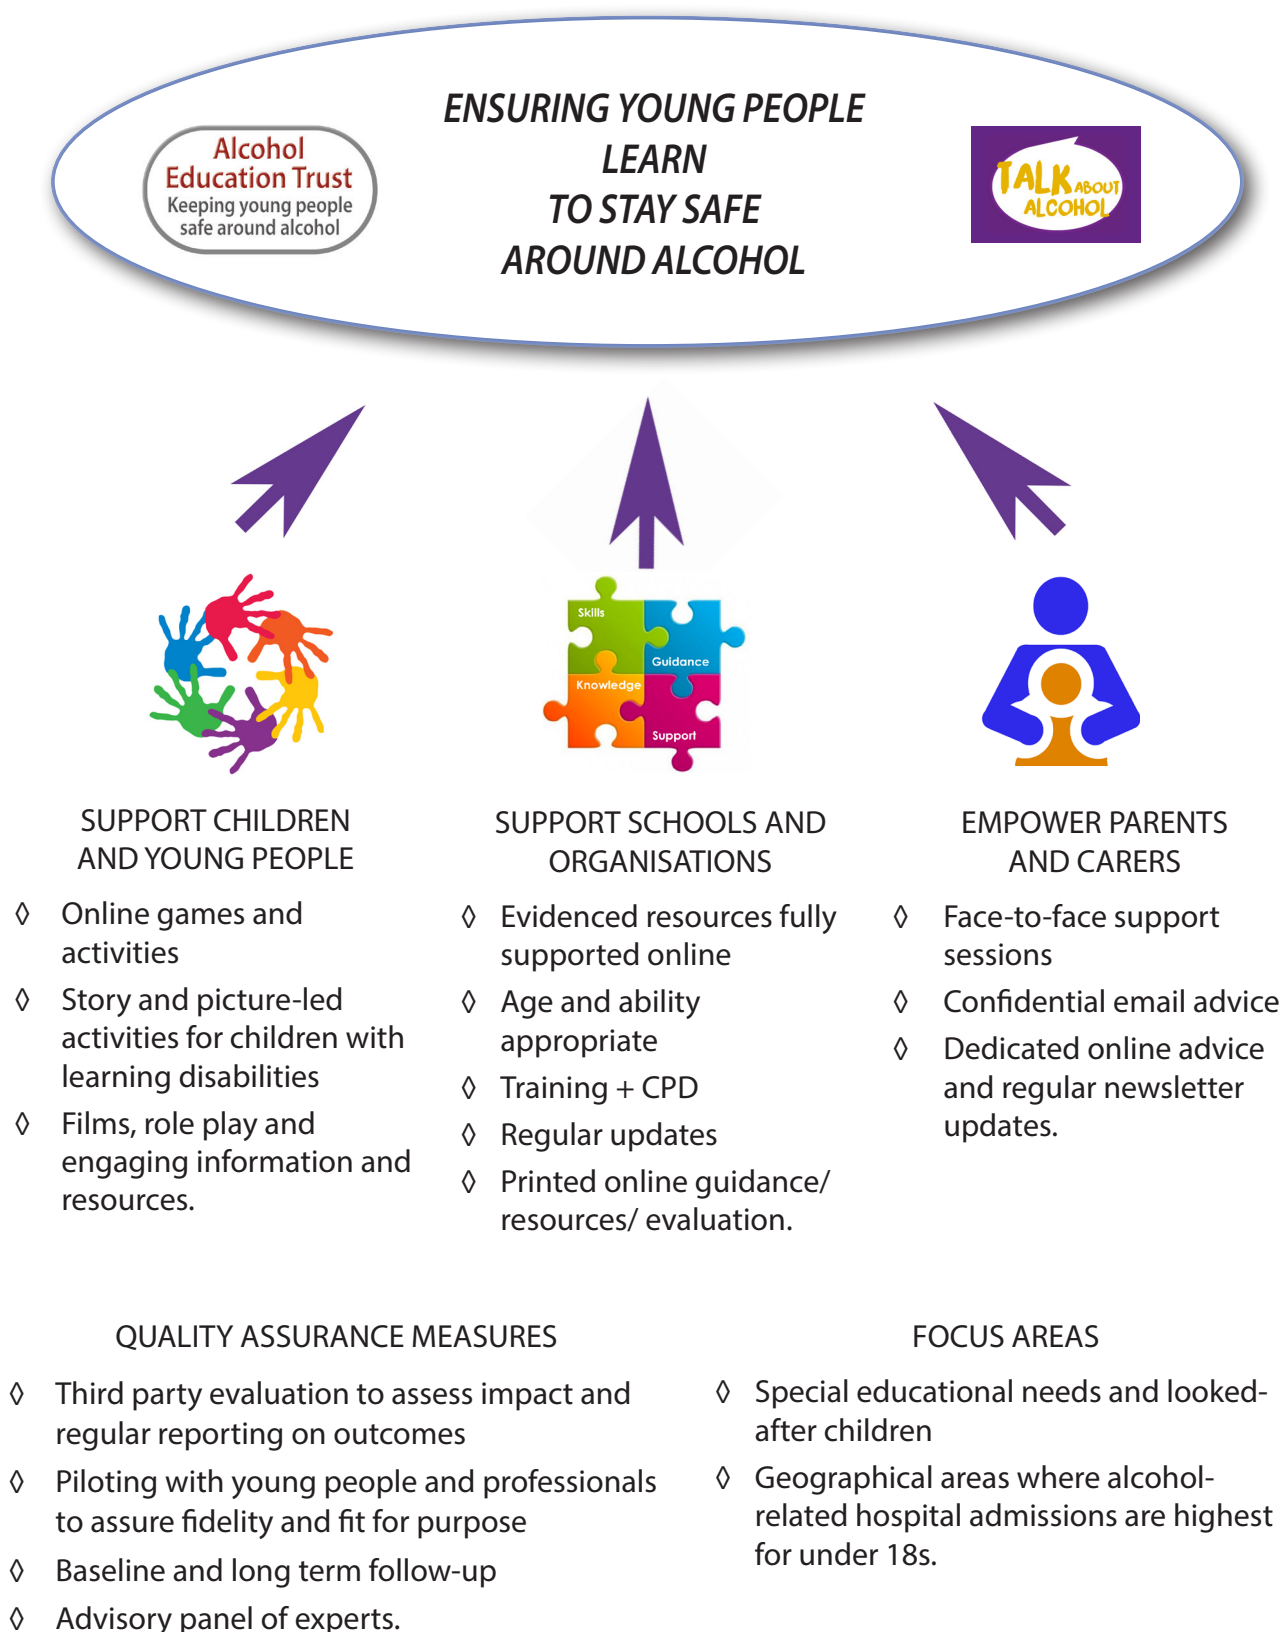 ENSURING YOUNG PEOPLE
LEARN
TO STAY SAFE
AROUND ALCOHOL
Alcohol
Education Trust
Keeping young people
safe around alcohol
TALK ABOUT
ALCOHOL
Skills
Guidance
Knowledge
Support
SUPPORT CHILDREN
AND YOUNG PEOPLE
◊ Online games and
activities
◊ Story and picture-led
activities for children with
learning disabilities
◊ Films, role play and
engaging information and
resources.
SUPPORT SCHOOLS AND
ORGANISATIONS
◊ Evidenced resources fully
supported online
◊ Age and ability
appropriate
◊ Training + CPD
◊ Regular updates
◊ Printed online guidance/
resources/ evaluation.
EMPOWER PARENTS
AND CARERS
◊ Face-to-face support
sessions
◊ Confidential email advice
◊ Dedicated online advice
and regular newsletter
updates.
QUALITY ASSURANCE MEASURES
◊ Third party evaluation to assess impact and
regular reporting on outcomes
◊ Piloting with young people and professionals
to assure fidelity and fit for purpose
◊ Baseline and long term follow-up
◊ Advisory panel of experts.
FOCUS AREAS
◊ Special educational needs and looked-
after children
◊ Geographical areas where alcohol-
related hospital admissions are highest
for under 18s.